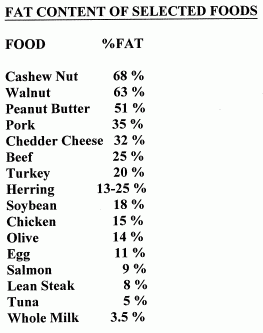 FAT CONTENT OF SELECTED FOODS
FOOD %FAT
Cashew Nut 68 %
Walnut 63 %
Peanut Butter 51 %
Pork 35 %
Chedder Cheese 32 %
Beef 25 %
Turkey 20 %
Herring 13-25 %
Soybean 18 %
Chicken 15 %
Olive 14 %
Egg 11 %
Salmon 9 %
Lean Steak 8 %
Tuna 5 %
Whole Milk 3.5 %